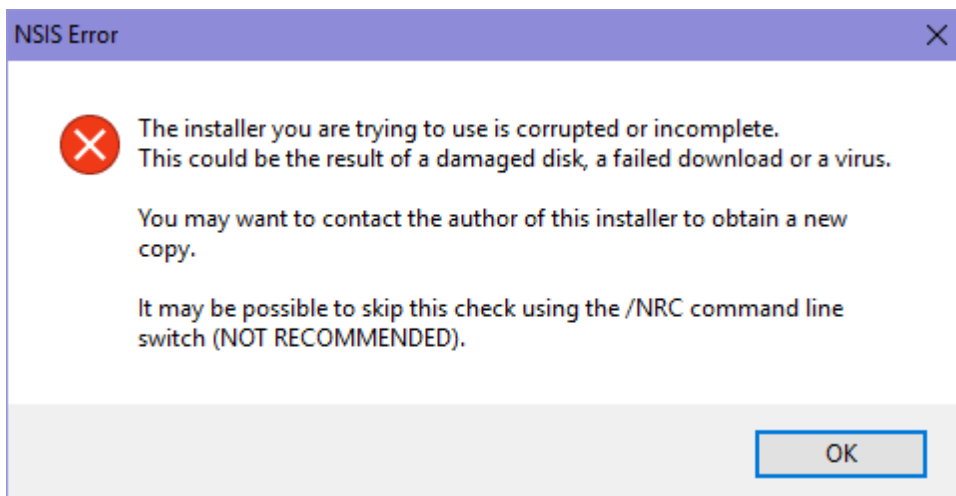 NSIS Error
The installer you are trying to use is corrupted or incomplete.
This could be the result of a damaged disk, a failed download or a virus.
You may want to contact the author of this installer to obtain a new
copy.
It may be possible to skip this check using the /NRC command line
switch (NOT RECOMMENDED).
OK